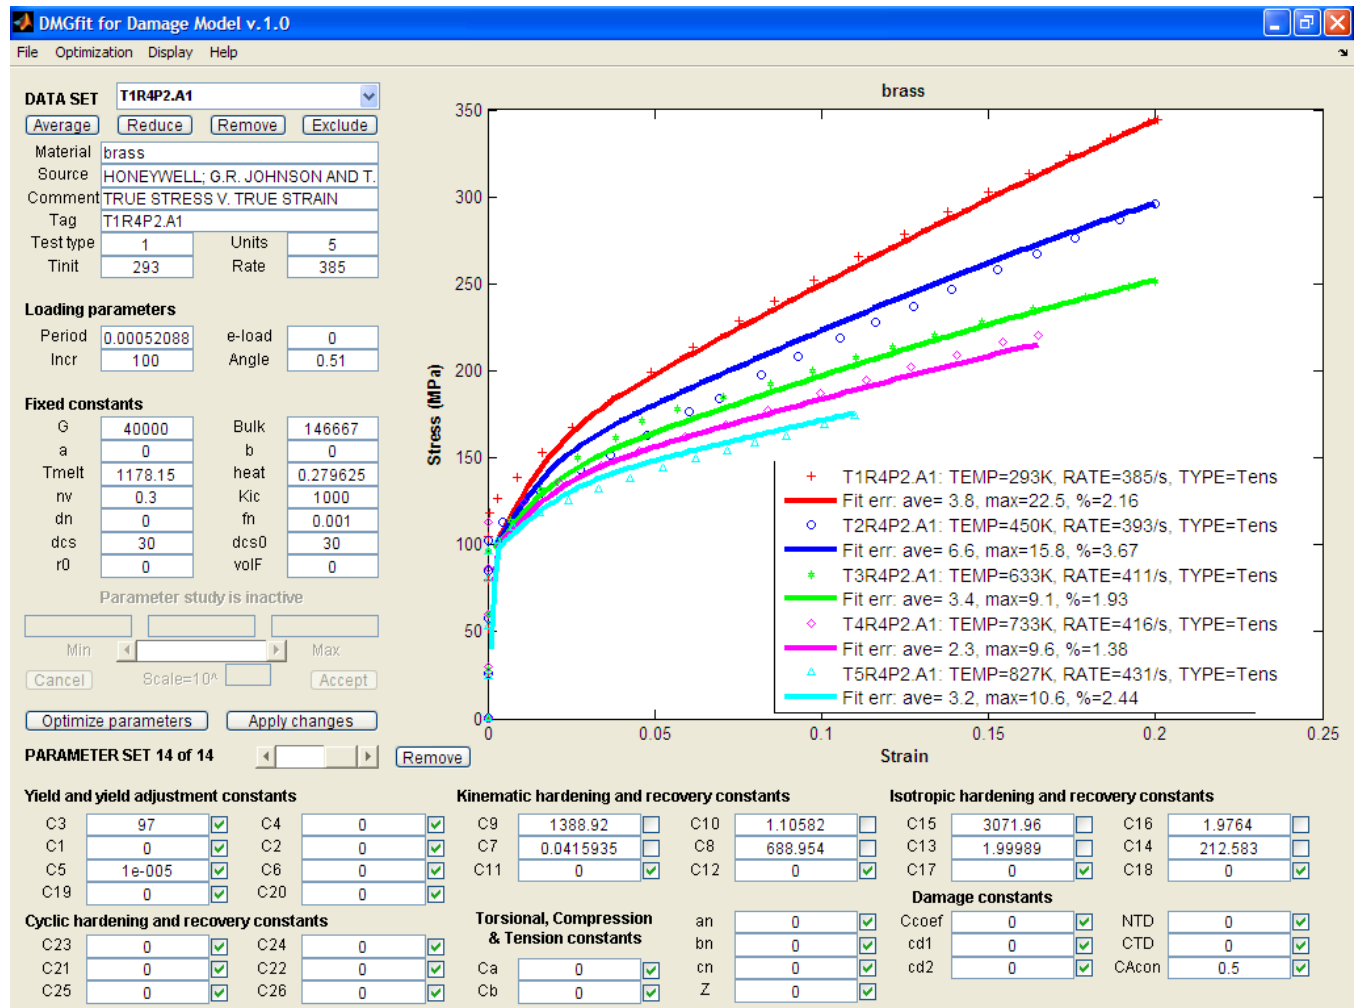 DMGfit for Damage Model v.1.0
File Optimization Display Help
DATA SET T1R4P2.A1
Average Reduce Remove Exclude
Material brass
Source HONEYWELL; G.R. JOHNSON AND T.
Comment TRUE STRESS V. TRUE STRAIN
Tag T1R4P2.A1
Test type 1 Units 5
Tinit 293 Rate 385
Loading parameters
Period 0.00052088 e-load 0
Incr 100 Angle 0.51
Fixed constants
G 40000 Bulk 146667
a 0 b 0
Tmelt 1178.15 heat 0.279625
nv 0.3 Kic 1000
dn 0 fn 0.001
dcs 30 dcs0 30
r0 0 volF 0
Parameter study is inactive
Min Max
Cancel Scale=10^ Accept
Optimize parameters Apply changes
PARAMETER SET 14 of 14 Remove
brass
350
300
250
200
150
100
50
0
Stress (MPa)
0 0.05 0.1 0.15 0.2 0.25
Strain
T1R4P2.A1: TEMP=293K, RATE=385/s, TYPE=Tens
Fit err: ave= 3.8, max=22.5, %=2.16
T2R4P2.A1: TEMP=450K, RATE=393/s, TYPE=Tens
Fit err: ave= 6.6, max=15.8, %=3.67
T3R4P2.A1: TEMP=633K, RATE=411/s, TYPE=Tens
Fit err: ave= 3.4, max=9.1, %=1.93
T4R4P2.A1: TEMP=733K, RATE=416/s, TYPE=Tens
Fit err: ave= 2.3, max=9.6, %=1.38
T5R4P2.A1: TEMP=827K, RATE=431/s, TYPE=Tens
Fit err: ave= 3.2, max=10.6, %=2.44
Yield and yield adjustment constants
C3 97 C4 0
C1 0 C2 0
C5 1e-005 C6 0
C19 0 C20 0
Cyclic hardening and recovery constants
C23 0 C24 0
C21 0 C22 0
C25 0 C26 0
Kinematic hardening and recovery constants
C9 1388.92 C10 1.10582
C7 0.0415935 C8 688.954
C11 0 C12 0
Torsional, Compression
& Tension constants
Ca 0
Cb 0
an 0
bn 0
cn 0
Z 0
Isotropic hardening and recovery constants
C15 3071.96 C16 1.9764
C13 1.99989 C14 212.583
C17 0 C18 0
Damage constants
Ccoef 0 NTD 0
cd1 0 CTD 0
cd2 0 CAcon 0.5